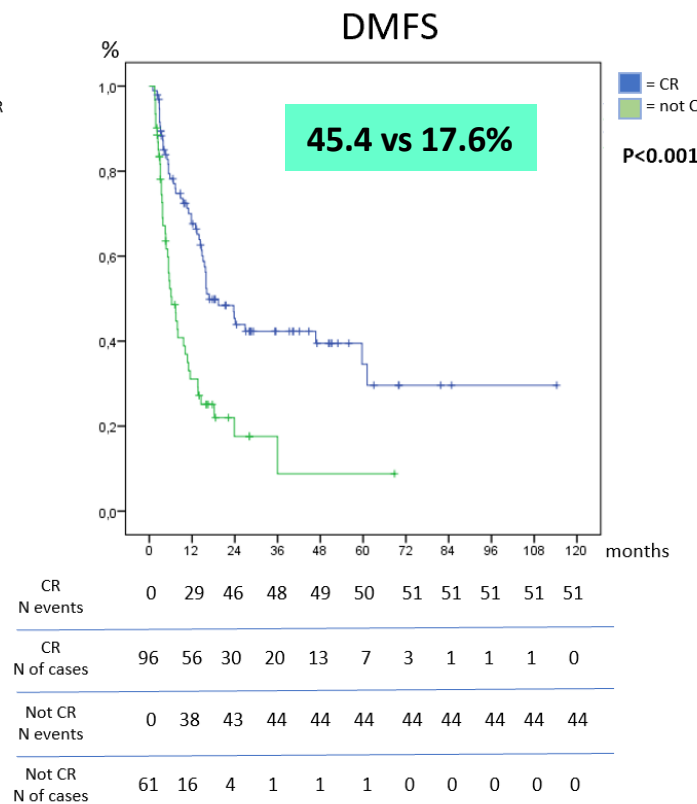 DMFS
%
R
= CR
= not C
P<0.001
45.4 vs 17.6%
1,0
0,8
0,6
0,4
0,2
0,0
0 12 24 36 48 60 72 84 96 108 120 months
CR
N events
0 29 46 48 49 50 51 51 51 51 51
CR
N of cases
96 56 30 20 13 7 3 1 1 1 0
Not CR
N events
0 38 43 44 44 44 44 44 44 44 44
Not CR
N of cases
61 16 4 1 1 1 0 0 0 0 0